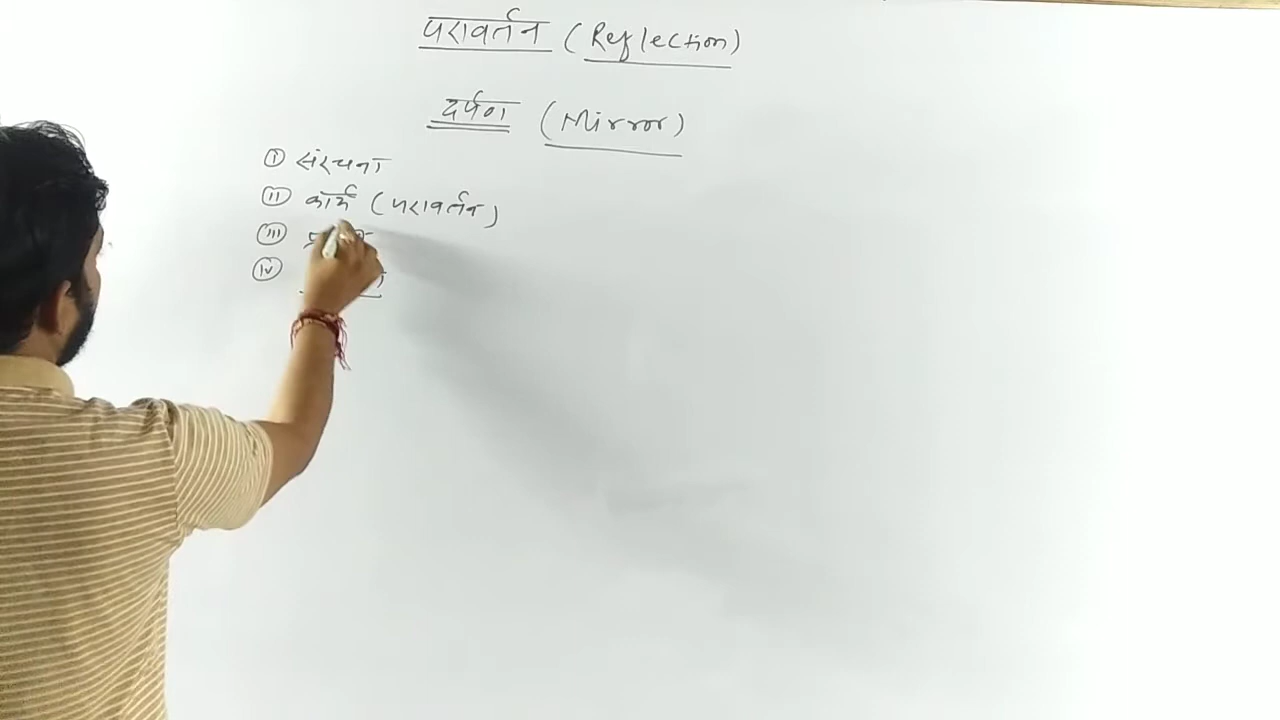 परावर्तन (Reflection)
दर्पण (Mirror)
(i) संरचना
(ii) कार्य (परावर्तन)
(iii)
(iv)